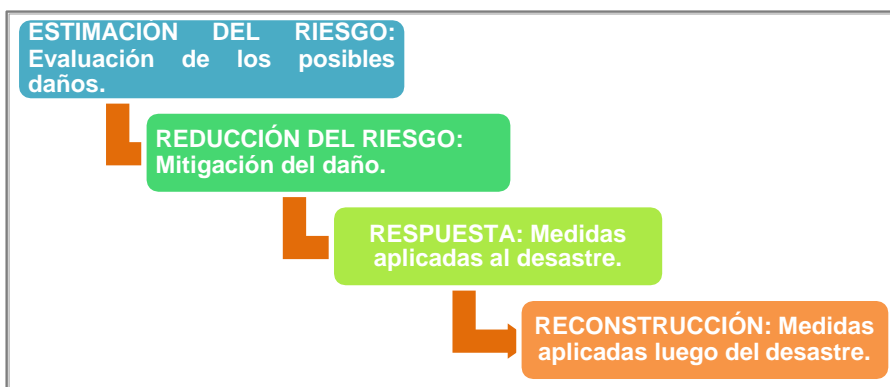 ESTIMACIÓN DEL RIESGO:
Evaluación de los posibles
daños.
REDUCCIÓN DEL RIESGO:
Mitigación del daño.
RESPUESTA: Medidas
aplicadas al desastre.
RECONSTRUCCIÓN: Medidas
aplicadas luego del desastre.